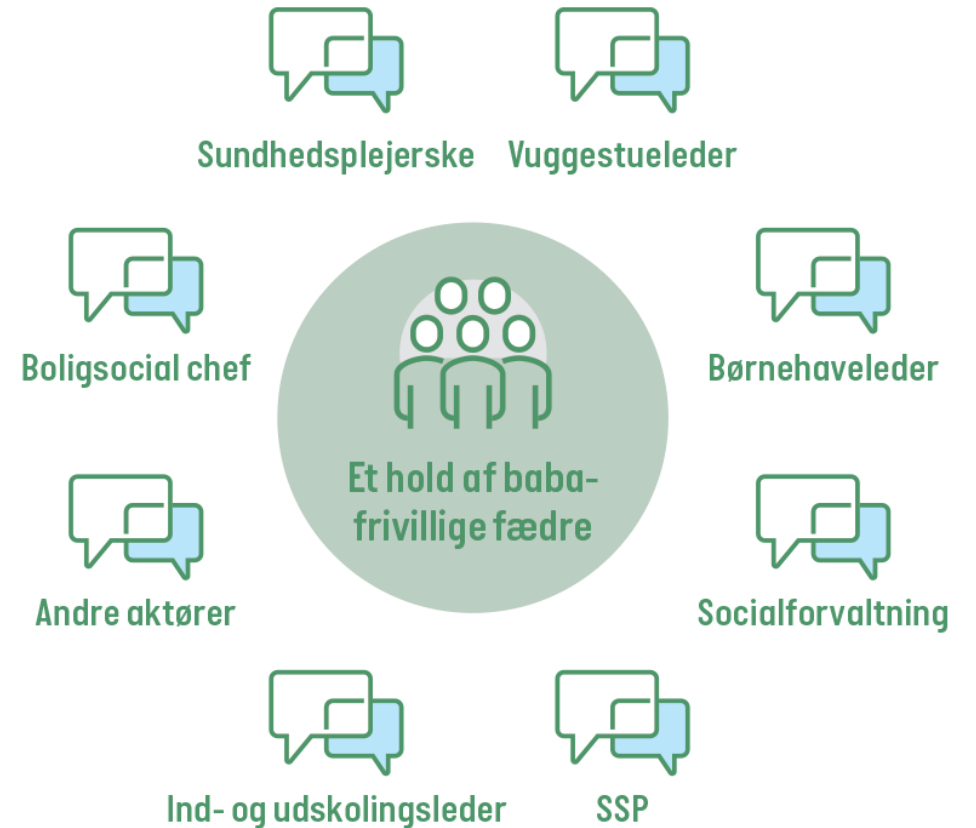 Sundhedsplejerske
Vuggestueleder
Boligsocial chef
Børnehaveleder
Et hold af baba-
frivillige fædre
Andre aktører
Socialforvaltning
Ind- og udskolingsleder
SSP